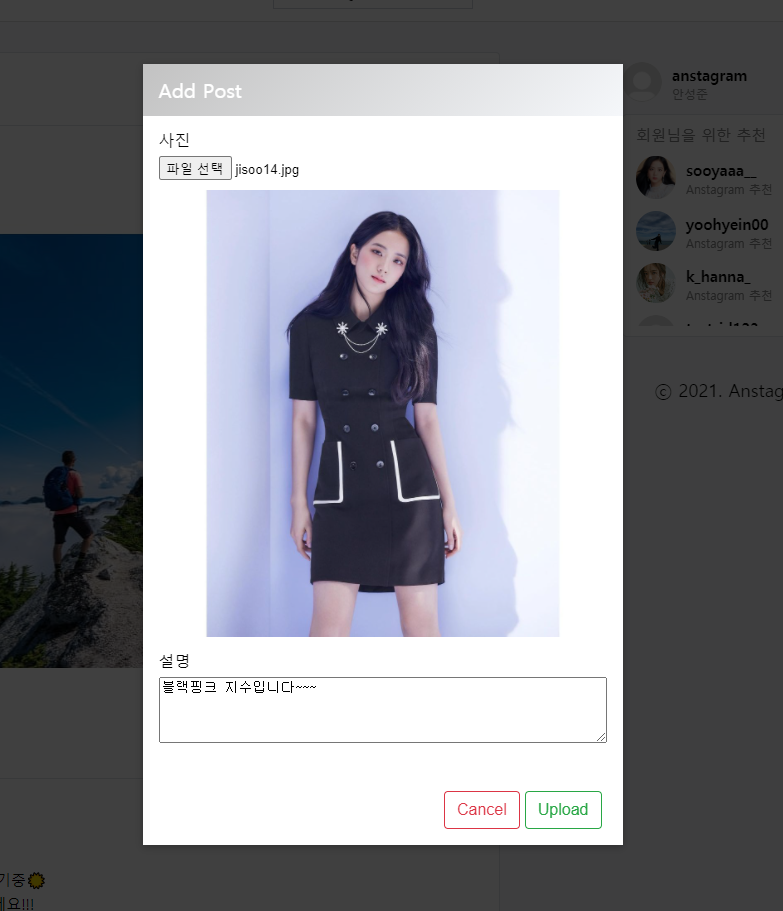 Add Post
사진
파일 선택 jisoo14.jpg
설명
블랙핑크 지수입니다~~~
Cancel Upload
anstagram
안성준
회원님을 위한 추천
sooyaaa__
Anstagram 추천
yoohyein00
Anstagram 추천
k_hanna_
Anstagram 추천
© 2021. Anstag
기중
세요!!!